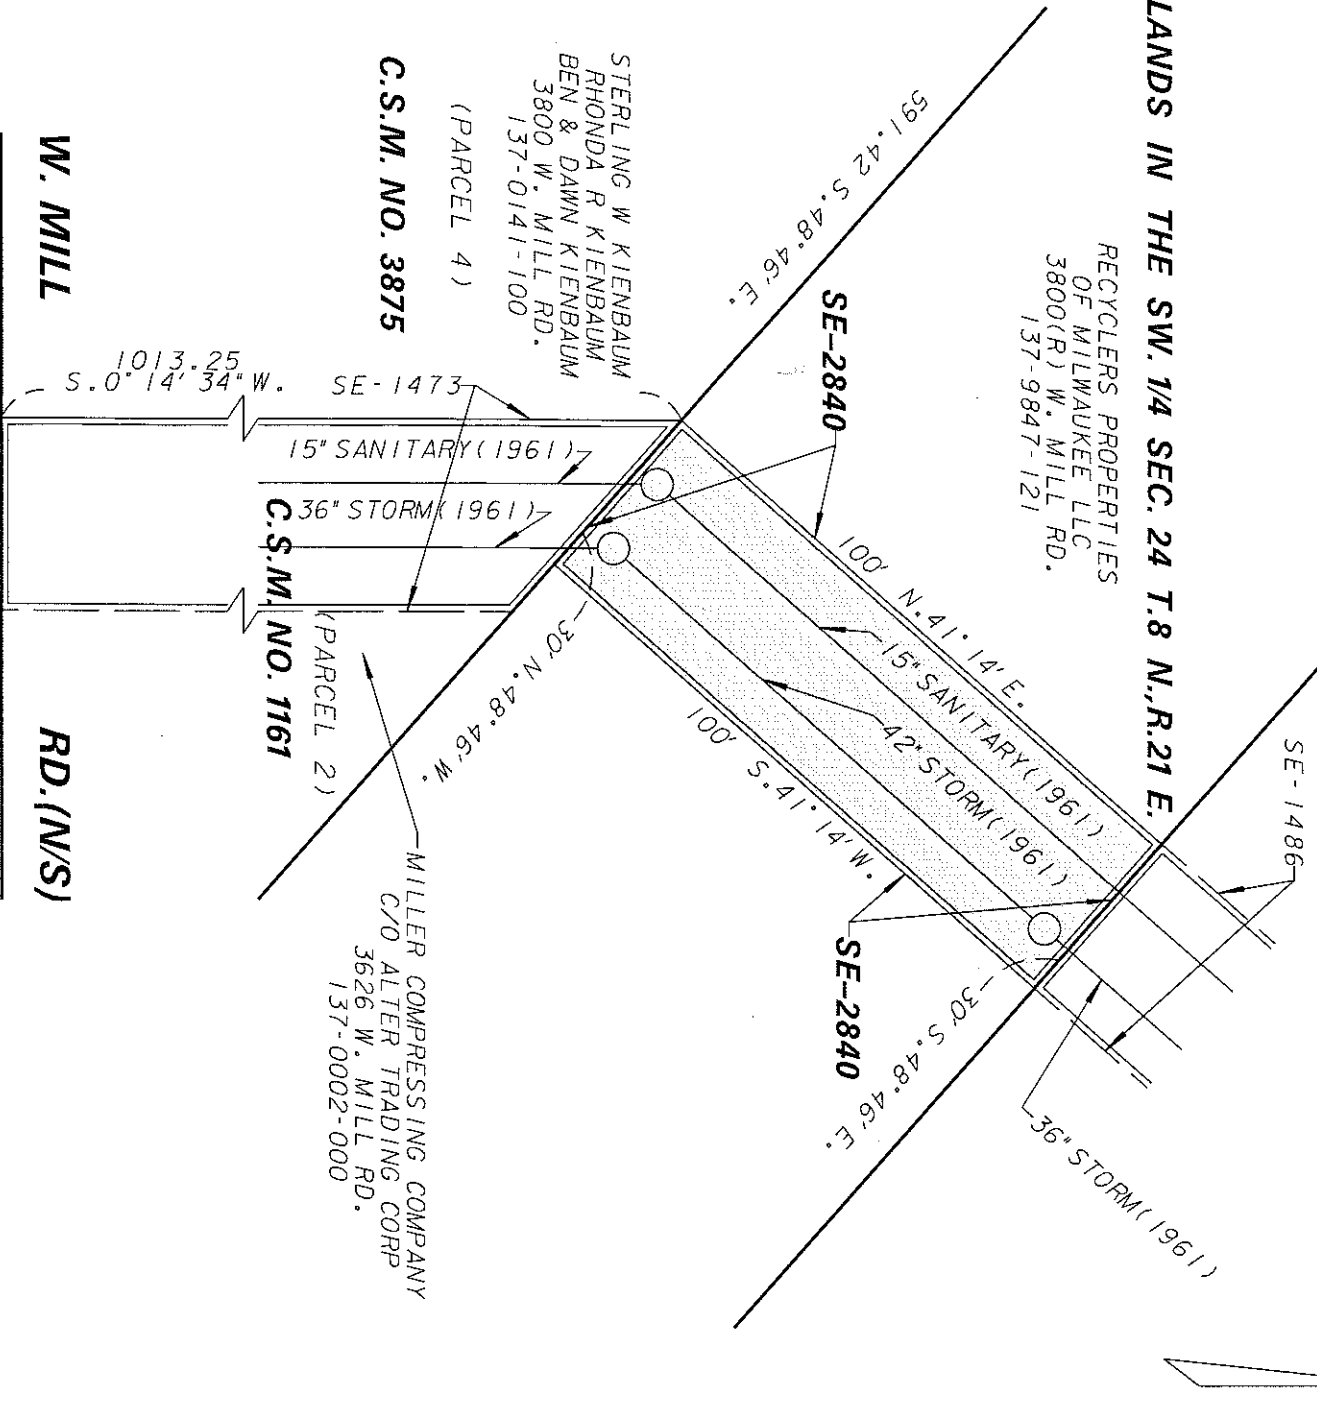 LANDS IN THE SW. 1/4 SEC. 24 T.8 N.,R.21 E.
RECYCLERS PROPERTIES
OF MILWAUKEE LLC
3800(R) W. MILL RD.
137-9847-121
SE-1486
591.42 S.48°46'E.
SE-2840
100' N.41°14'E.
15" SANITARY(1961)
42" STORM(1961)
100' S.41°14'W.
SE-2840
30' S.48°46'E.
36" STORM(1961)
STERLING W KIENBAUM
RHONDA R KIENBAUM
BEN & DAWN KIENBAUM
3800 W. MILL RD.
137-0141-100
(PARCEL 4)
C.S.M. NO. 3875
1013.25
S.0°14'34"W.
SE-1473
15" SANITARY(1961)
36" STORM(1961)
30' N.48°46'W.
(PARCEL 2)
C.S.M. NO. 1161
MILLER COMPRESSING COMPANY
C/O ALTER TRADING CORP
3626 W. MILL RD.
137-0002-000
W. MILL RD.(N/S)